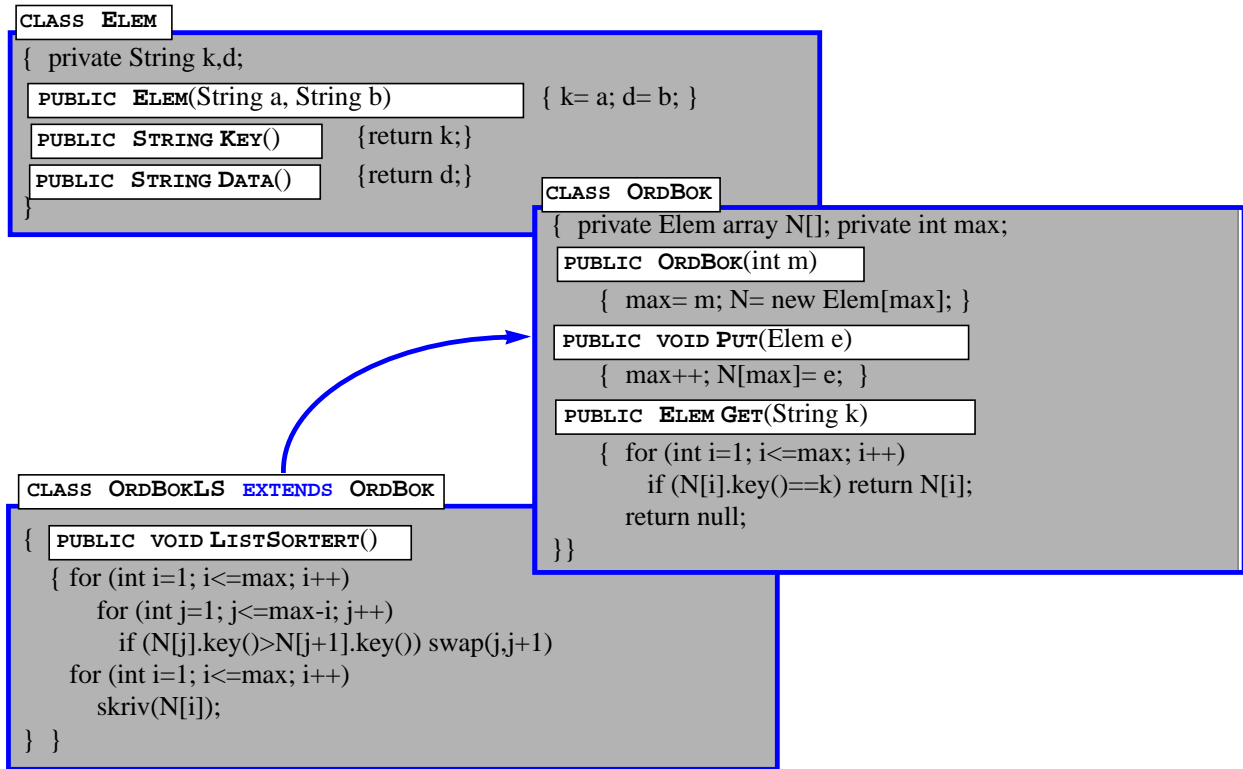 CLASS ELEM
{ private String k,d;
PUBLIC ELEM(String a, String b) { k= a; d= b; }
PUBLIC STRING KEY() {return k;}
PUBLIC STRING DATA() {return d;}
}
CLASS ORDBOK
{ private Elem array N[]; private int max;
PUBLIC ORDBOK(int m)
{ max= m; N= new Elem[max]; }
PUBLIC VOID PUT(Elem e)
{ max++; N[max]= e; }
PUBLIC ELEM GET(String k)
{ for (int i=1; i<=max; i++)
if (N[i].key()==k) return N[i];
return null;
}}
CLASS ORDBOKLS EXTENDS ORDBOK
{ PUBLIC VOID LISTSORTERT()
{ for (int i=1; i<=max; i++)
for (int j=1; j<=max-i; j++)
if (N[j].key()>N[j+1].key()) swap(j,j+1)
for (int i=1; i<=max; i++)
skriv(N[i]);
} }